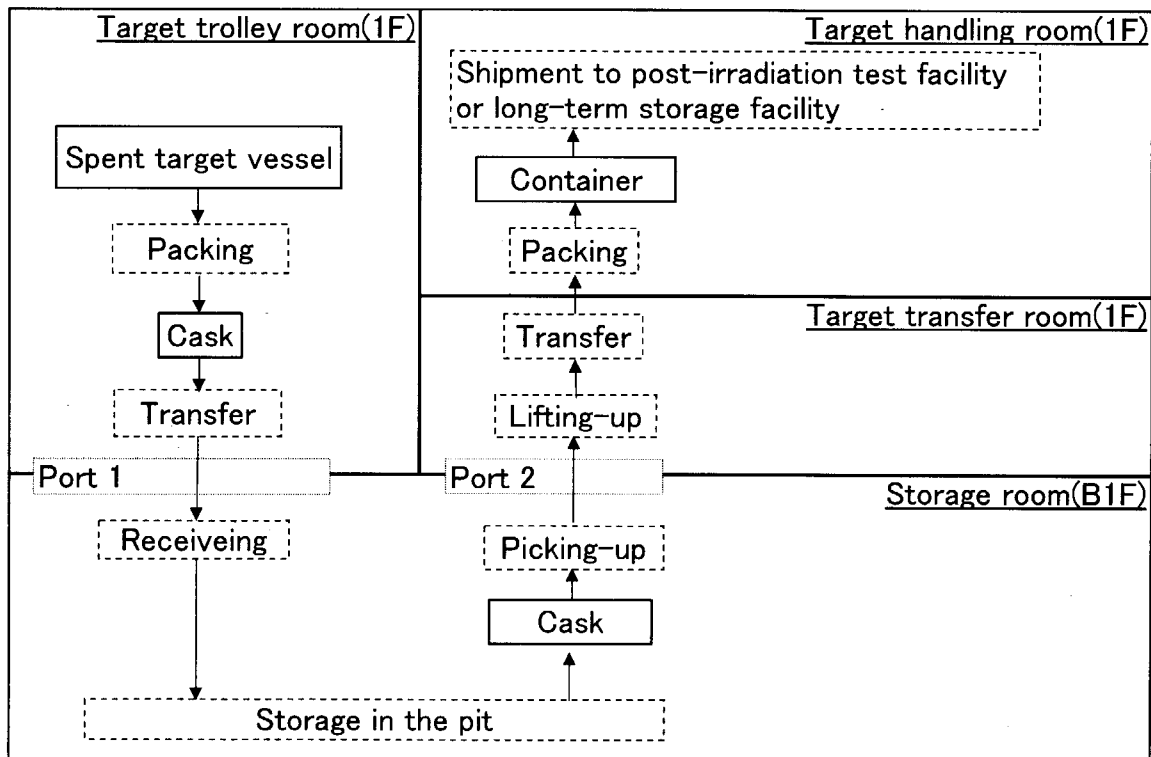 Target trolley room(1F)
Spent target vessel
Packing
Cask
Transfer
Port 1
Target handling room(1F)
Shipment to post-irradiation test facility
or long-term storage facility
Container
Packing
Target transfer room(1F)
Transfer
Lifting-up
Port 2
Storage room(B1F)
Receiveing
Picking-up
Cask
Storage in the pit